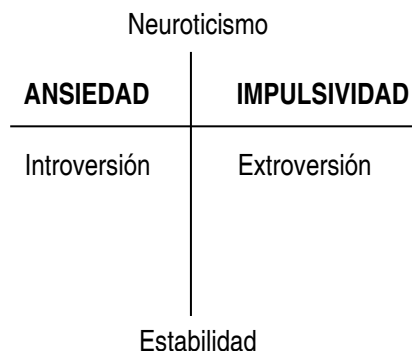 Neuroticismo
ANSIEDAD IMPULSIVIDAD
Introversión Extroversión
Estabilidad